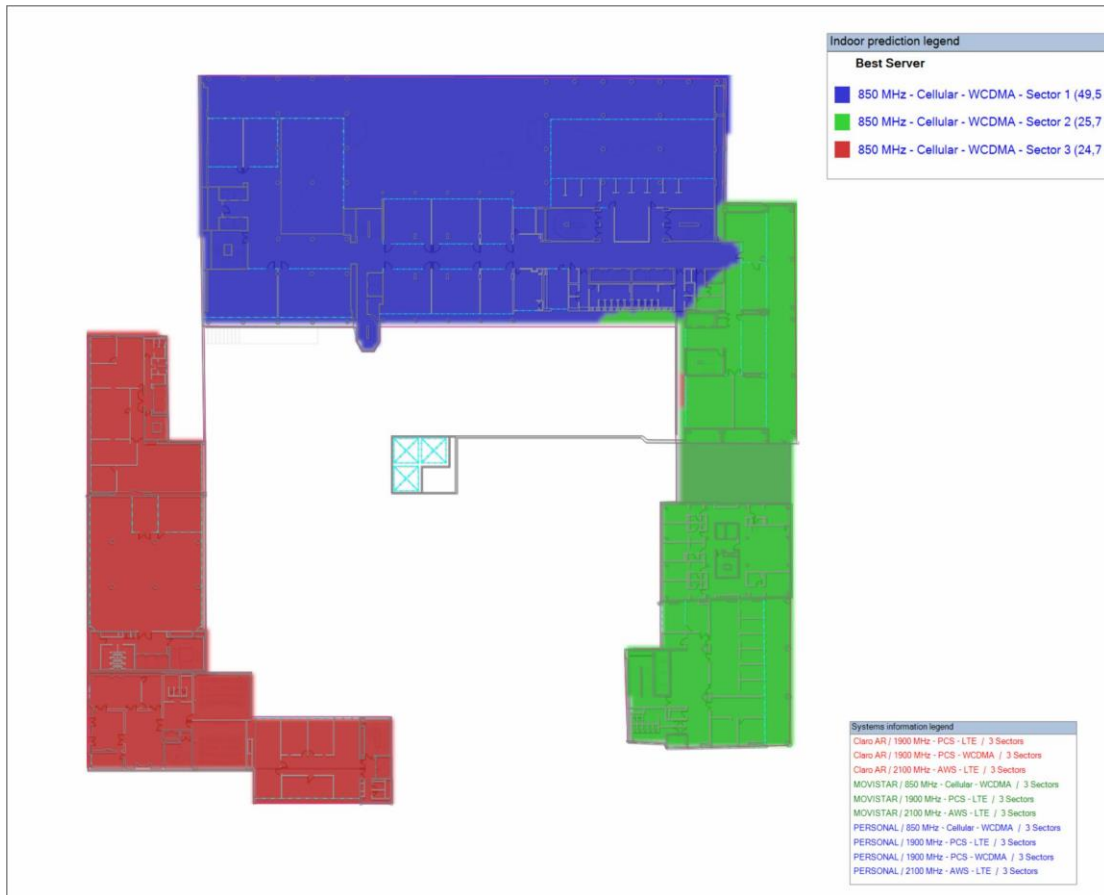 Indoor prediction legend
Best Server
850 MHz - Cellular - WCDMA - Sector 1 (49,5
850 MHz - Cellular - WCDMA - Sector 2 (25,7
850 MHz - Cellular - WCDMA - Sector 3 (24,7
Systems information legend
Claro AR / 1900 MHz - PCS - LTE / 3 Sectors
Claro AR / 1900 MHz - PCS - WCDMA / 3 Sectors
Claro AR / 2100 MHz - AWS - LTE / 3 Sectors
MOVISTAR / 850 MHz - Cellular - WCDMA / 3 Sectors
MOVISTAR / 1900 MHz - PCS - LTE / 3 Sectors
MOVISTAR / 2100 MHz - AWS - LTE / 3 Sectors
PERSONAL / 850 MHz - Cellular - WCDMA / 3 Sectors
PERSONAL / 1900 MHz - PCS - LTE / 3 Sectors
PERSONAL / 1900 MHz - PCS - WCDMA / 3 Sectors
PERSONAL / 2100 MHz - AWS - LTE / 3 Sectors